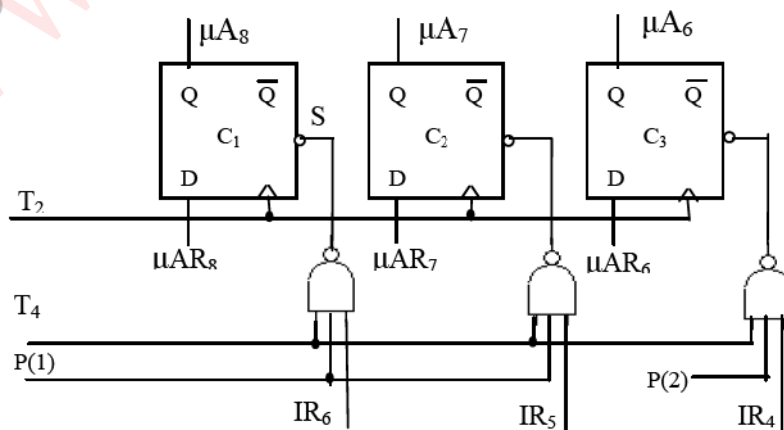 μA₈ μA₇ μA₆
Q Q̅ Q Q̅ Q Q̅
S
C₁ C₂ C₃
D D D
T₂
μAR₈ μAR₇ μAR₆
T₄
P(1)
P(2)
IR₆ IR₅ IR₄